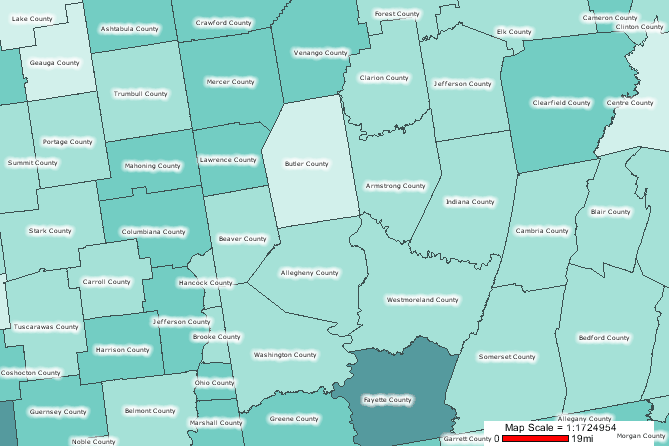 Lake County
Crawford County
Forest County
Cameron County
Ashtabula County
Clinton County
Elk County
Venango County
Geauga County
Clarion County
Mercer County
Jefferson County
Trumbull County
Clearfield County
Centre County
Portage County
Summit County
Lawrence County
Butler County
Mahoning County
Armstrong County
Indiana County
Blair County
Stark County
Columbiana County
Cambria County
Beaver County
Allegheny County
Carroll County
Hancock County
Westmoreland County
Jefferson County
Tuscarawas County
Brooke County
Bedford County
Harrison County
Washington County
Somerset County
Coshocton County
Ohio County
Fayette County
Guernsey County
Belmont County
Greene County
Allegany County
Marshall County
Map Scale = 1:1724954
Garrett County
0 19mi
Morgan County
Noble County